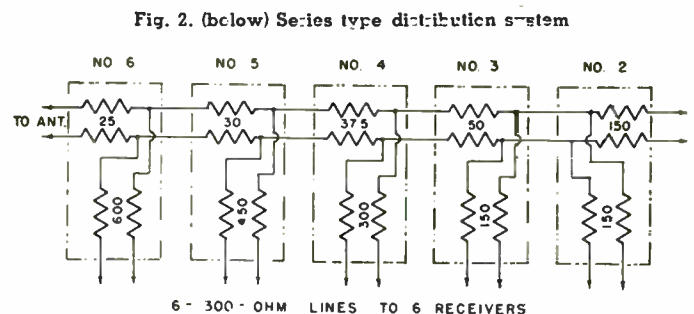 Fig. 2. (below) Series type distribution system
NO. 6 NO. 5 NO. 4 NO. 3 NO. 2
TO ANT. 25 30 37.5 50 150
600 450 300 150 150
6 - 300 - OHM LINES TO 6 RECEIVERS